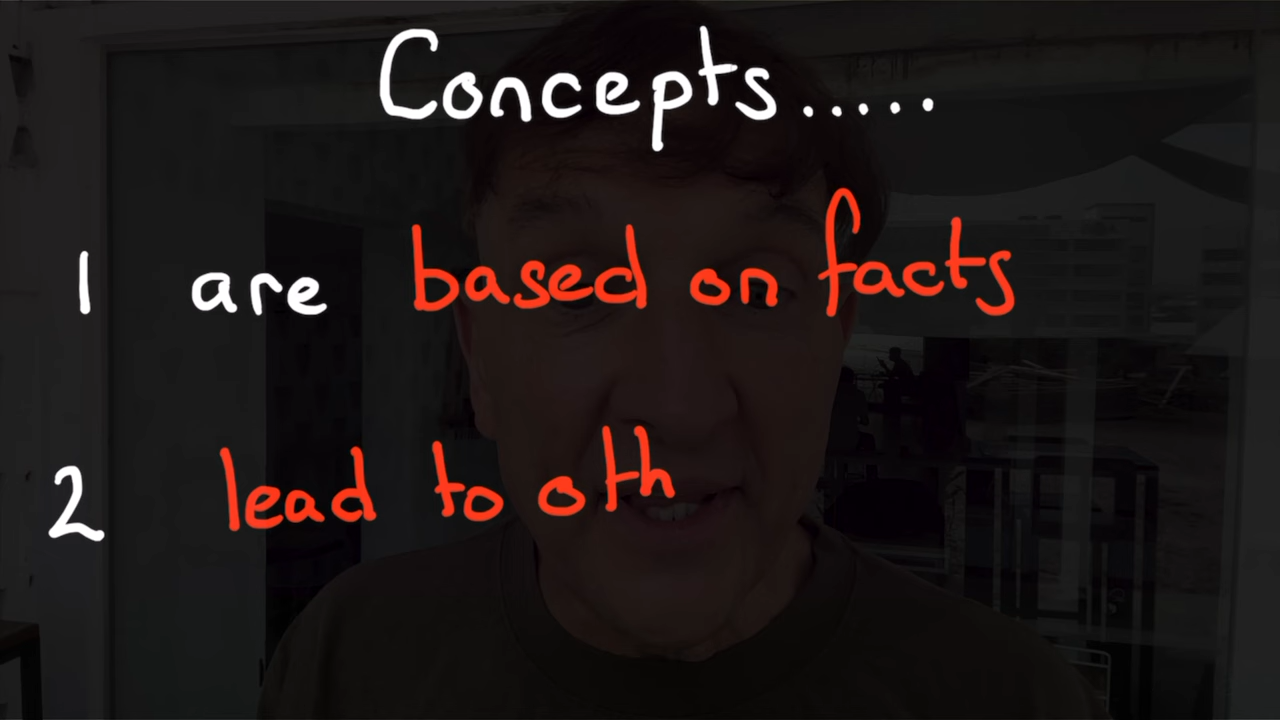 Concepts.....
1 are based on facts
2 lead to oth